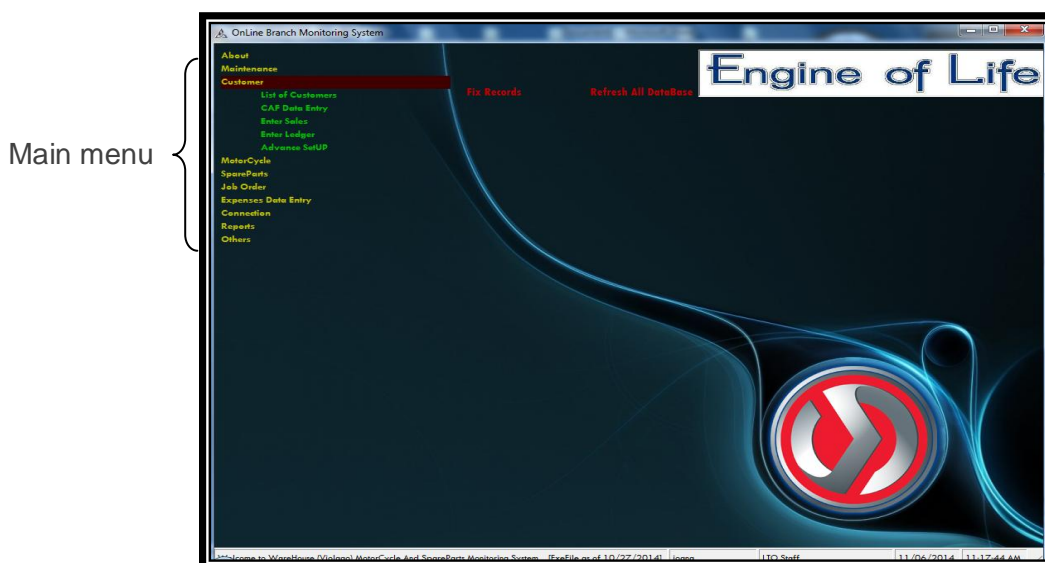 OnLine Branch Monitoring System
About
Maintenance
Customer
List of Customers
CAF Data Entry
Enter Sales
Enter Ledger
Advance SetUP
MotorCycle
SpareParts
Job Order
Expenses Data Entry
Connection
Reports
Others
Fix Records
Refresh All DataBase
Engine of Life
Main menu
Welcome to WareHouse (Violago) MotorCycle And SpareParts Monitoring System [ExeFile as of 10/27/2014]
joana
LTO Staff
11/06/2014
11:17:44 AM